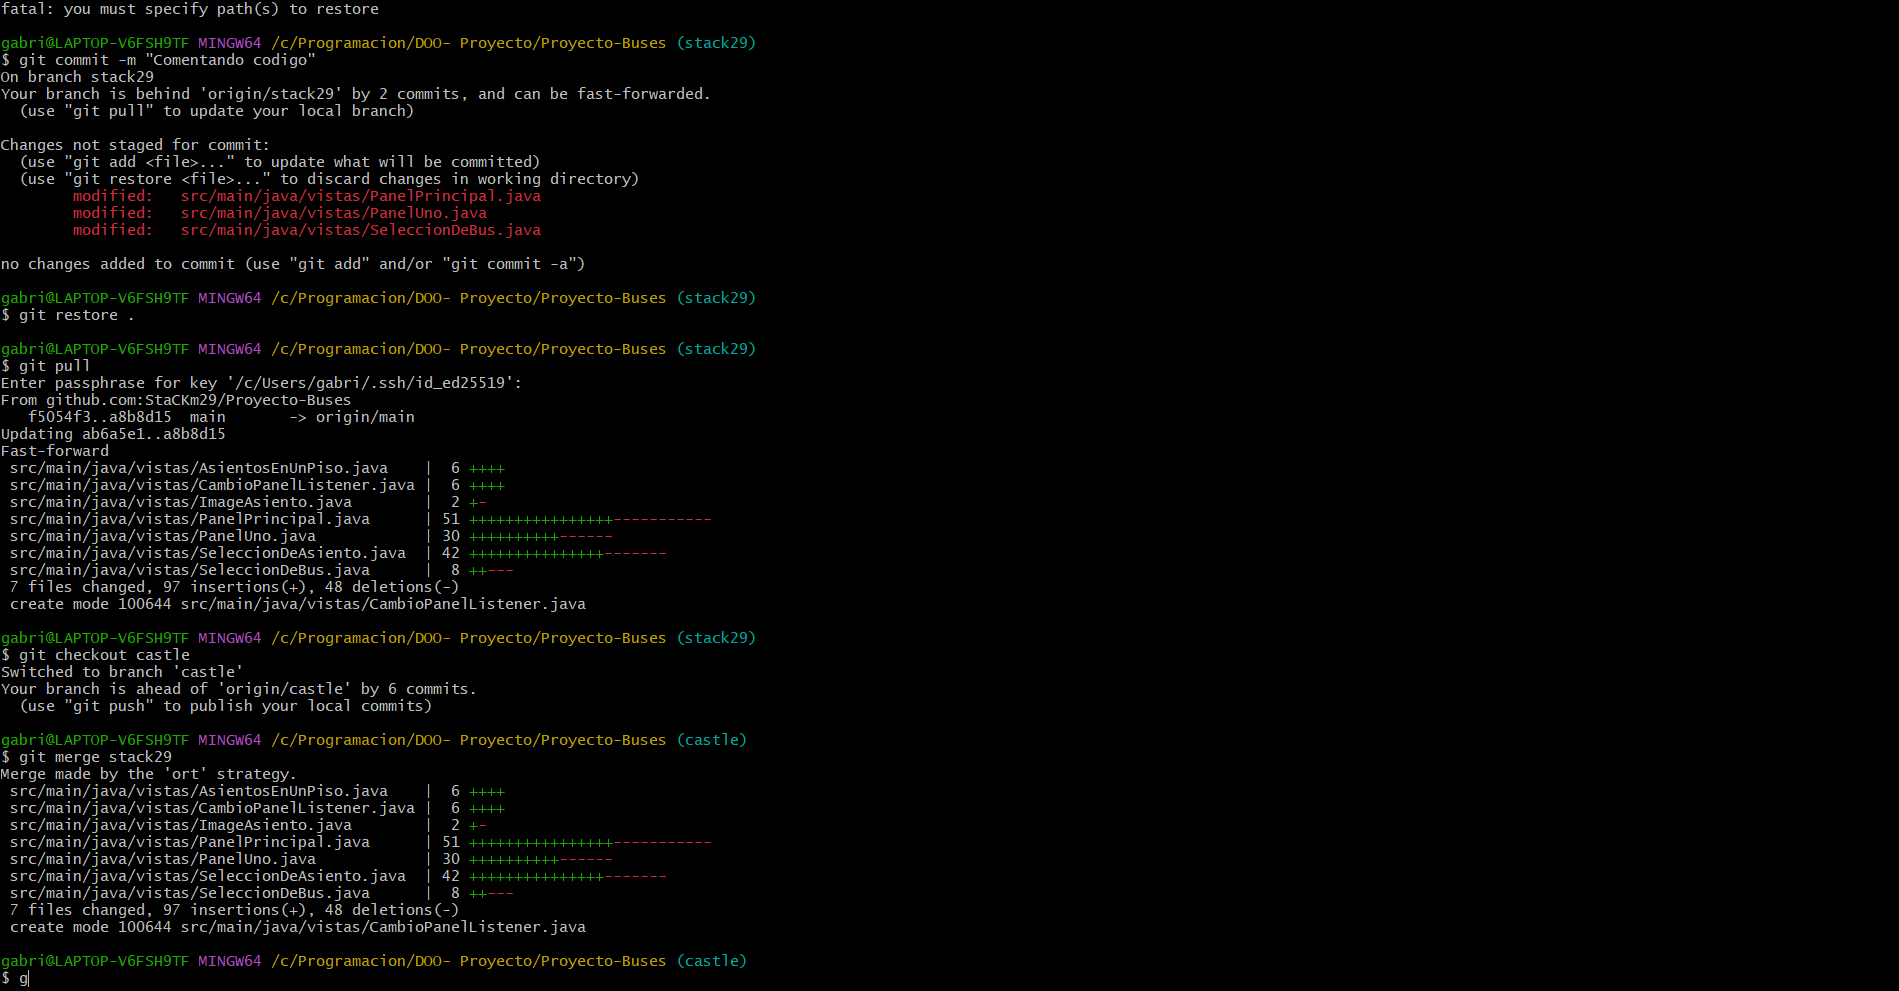 fatal: you must specify path(s) to restore
gabri@LAPTOP-V6FSH9TF MINGW64 /c/Programacion/DOO- Proyecto/Proyecto-Buses (stack29)
$ git commit -m "Comentando codigo"
On branch stack29
Your branch is behind 'origin/stack29' by 2 commits, and can be fast-forwarded.
  (use "git pull" to update your local branch)
Changes not staged for commit:
  (use "git add <file>..." to update what will be committed)
  (use "git restore <file>..." to discard changes in working directory)
        modified:   src/main/java/vistas/PanelPrincipal.java
        modified:   src/main/java/vistas/PanelUno.java
        modified:   src/main/java/vistas/SeleccionDeBus.java
no changes added to commit (use "git add" and/or "git commit -a")
gabri@LAPTOP-V6FSH9TF MINGW64 /c/Programacion/DOO- Proyecto/Proyecto-Buses (stack29)
$ git restore .
gabri@LAPTOP-V6FSH9TF MINGW64 /c/Programacion/DOO- Proyecto/Proyecto-Buses (stack29)
$ git pull
Enter passphrase for key '/c/Users/gabri/.ssh/id_ed25519':
From github.com:StaCKm29/Proyecto-Buses
   f5054f3..a8b8d15  main       -> origin/main
Updating ab6a5e1..a8b8d15
Fast-forward
 src/main/java/vistas/AsientosEnUnPiso.java    |  6 ++++
 src/main/java/vistas/CambioPanelListener.java |  6 ++++
 src/main/java/vistas/ImageAsiento.java        |  2 +-
 src/main/java/vistas/PanelPrincipal.java      | 51 ++++++++++++++++-----------
 src/main/java/vistas/PanelUno.java            | 30 ++++++++++------
 src/main/java/vistas/SeleccionDeAsiento.java  | 42 +++++++++++++++-------
 src/main/java/vistas/SeleccionDeBus.java      |  8 ++---
 7 files changed, 97 insertions(+), 48 deletions(-)
 create mode 100644 src/main/java/vistas/CambioPanelListener.java
gabri@LAPTOP-V6FSH9TF MINGW64 /c/Programacion/DOO- Proyecto/Proyecto-Buses (stack29)
$ git checkout castle
Switched to branch 'castle'
Your branch is ahead of 'origin/castle' by 6 commits.
  (use "git push" to publish your local commits)
gabri@LAPTOP-V6FSH9TF MINGW64 /c/Programacion/DOO- Proyecto/Proyecto-Buses (castle)
$ git merge stack29
Merge made by the 'ort' strategy.
 src/main/java/vistas/AsientosEnUnPiso.java    |  6 ++++
 src/main/java/vistas/CambioPanelListener.java |  6 ++++
 src/main/java/vistas/ImageAsiento.java        |  2 +-
 src/main/java/vistas/PanelPrincipal.java      | 51 ++++++++++++++++-----------
 src/main/java/vistas/PanelUno.java            | 30 ++++++++++------
 src/main/java/vistas/SeleccionDeAsiento.java  | 42 +++++++++++++++-------
 src/main/java/vistas/SeleccionDeBus.java      |  8 ++---
 7 files changed, 97 insertions(+), 48 deletions(-)
 create mode 100644 src/main/java/vistas/CambioPanelListener.java
gabri@LAPTOP-V6FSH9TF MINGW64 /c/Programacion/DOO- Proyecto/Proyecto-Buses (castle)
$ g